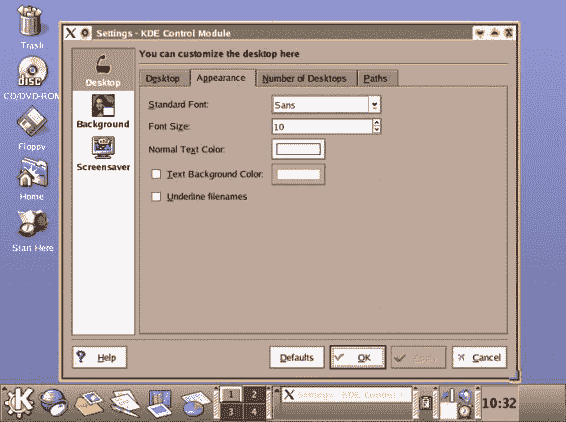 Trash
CD/DVD-ROM
Floppy
Home
Start Here
Settings - KDE Control Module
Desktop
Background
Screensaver
You can customize the desktop here
Desktop
Appearance
Number of Desktops
Paths
Standard Font:
Sans
Font Size:
10
Normal Text Color:
Text Background Color:
Underline filenames
Help
Defaults
OK
Apply
Cancel
1
2
3
4
Settings - KDE Control
10:32